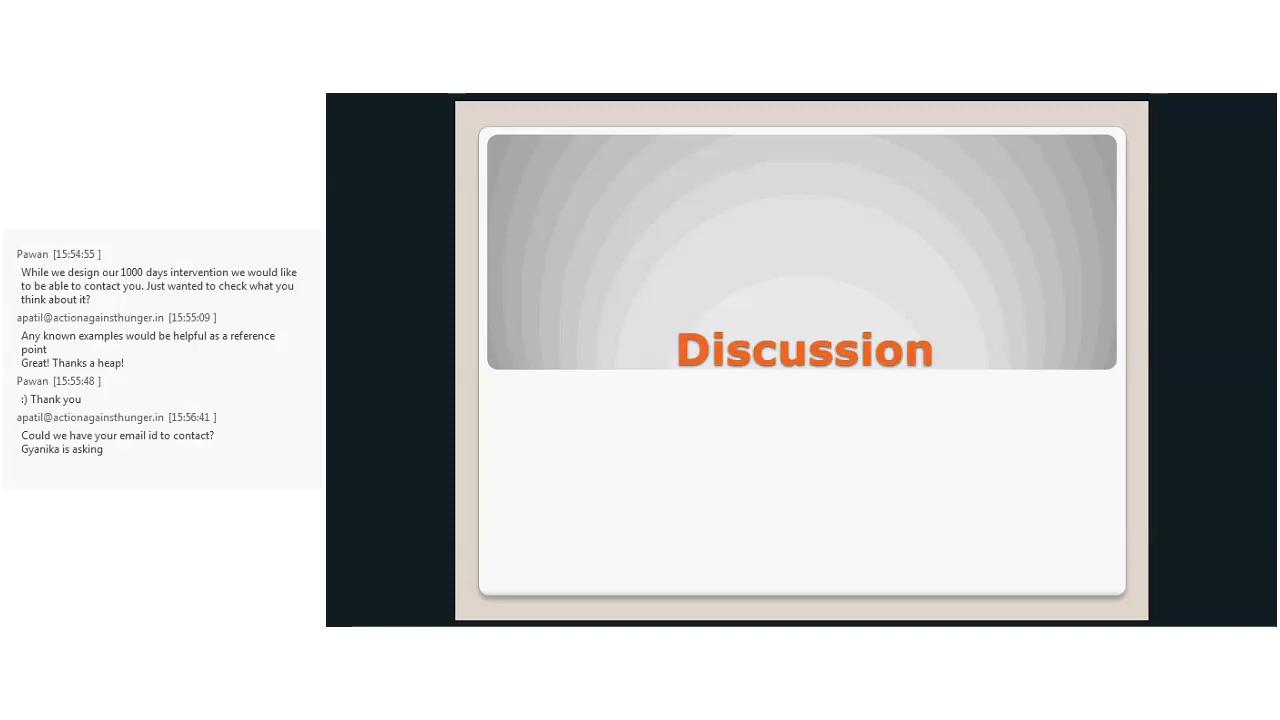 Pawan [15:54:55 ]
While we design our 1000 days intervention we would like
to be able to contact you. Just wanted to check what you
think about it?
apatil@actionagainsthunger.in [15:55:09 ]
Any known examples would be helpful as a reference
point
Great! Thanks a heap!
Pawan [15:55:48 ]
:) Thank you
apatil@actionagainsthunger.in [15:56:41 ]
Could we have your email id to contact?
Gyanika is asking
Discussion